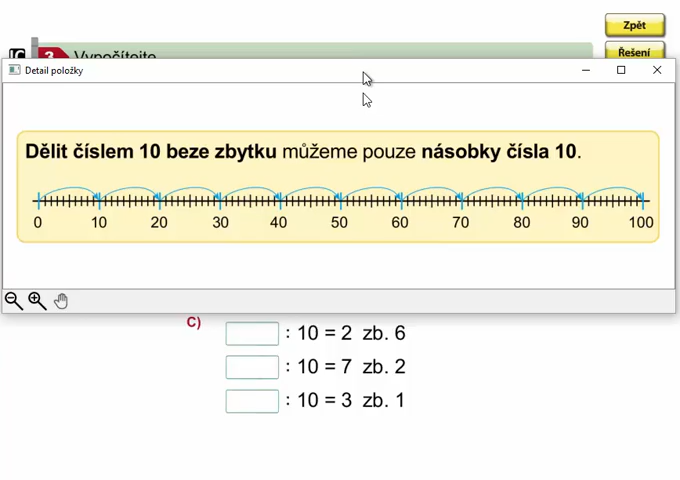 Zpět
3 Vypočítejte
Řešení
Detail položky
Dělit číslem 10 beze zbytku můžeme pouze násobky čísla 10.
0 10 20 30 40 50 60 70 80 90 100
C)
: 10 = 2 zb. 6
: 10 = 7 zb. 2
: 10 = 3 zb. 1